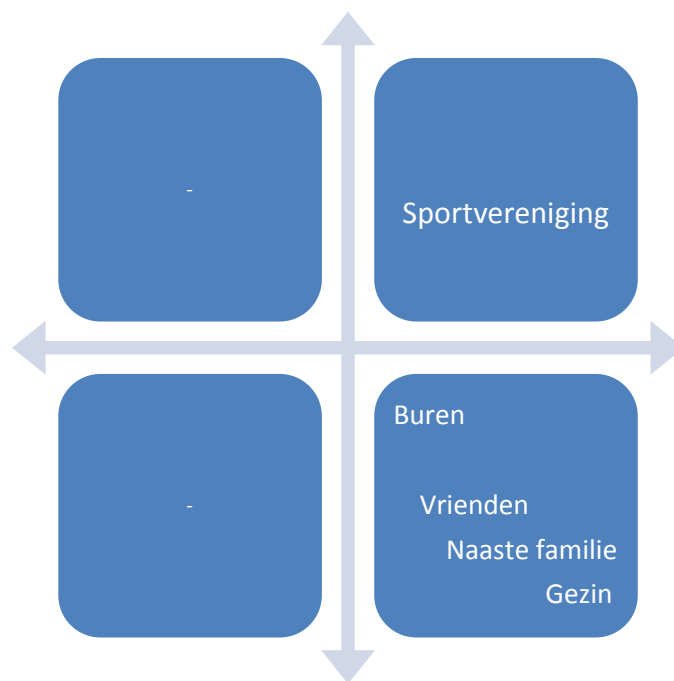 -
Sportvereniging
-
Buren
Vrienden
Naaste familie
Gezin